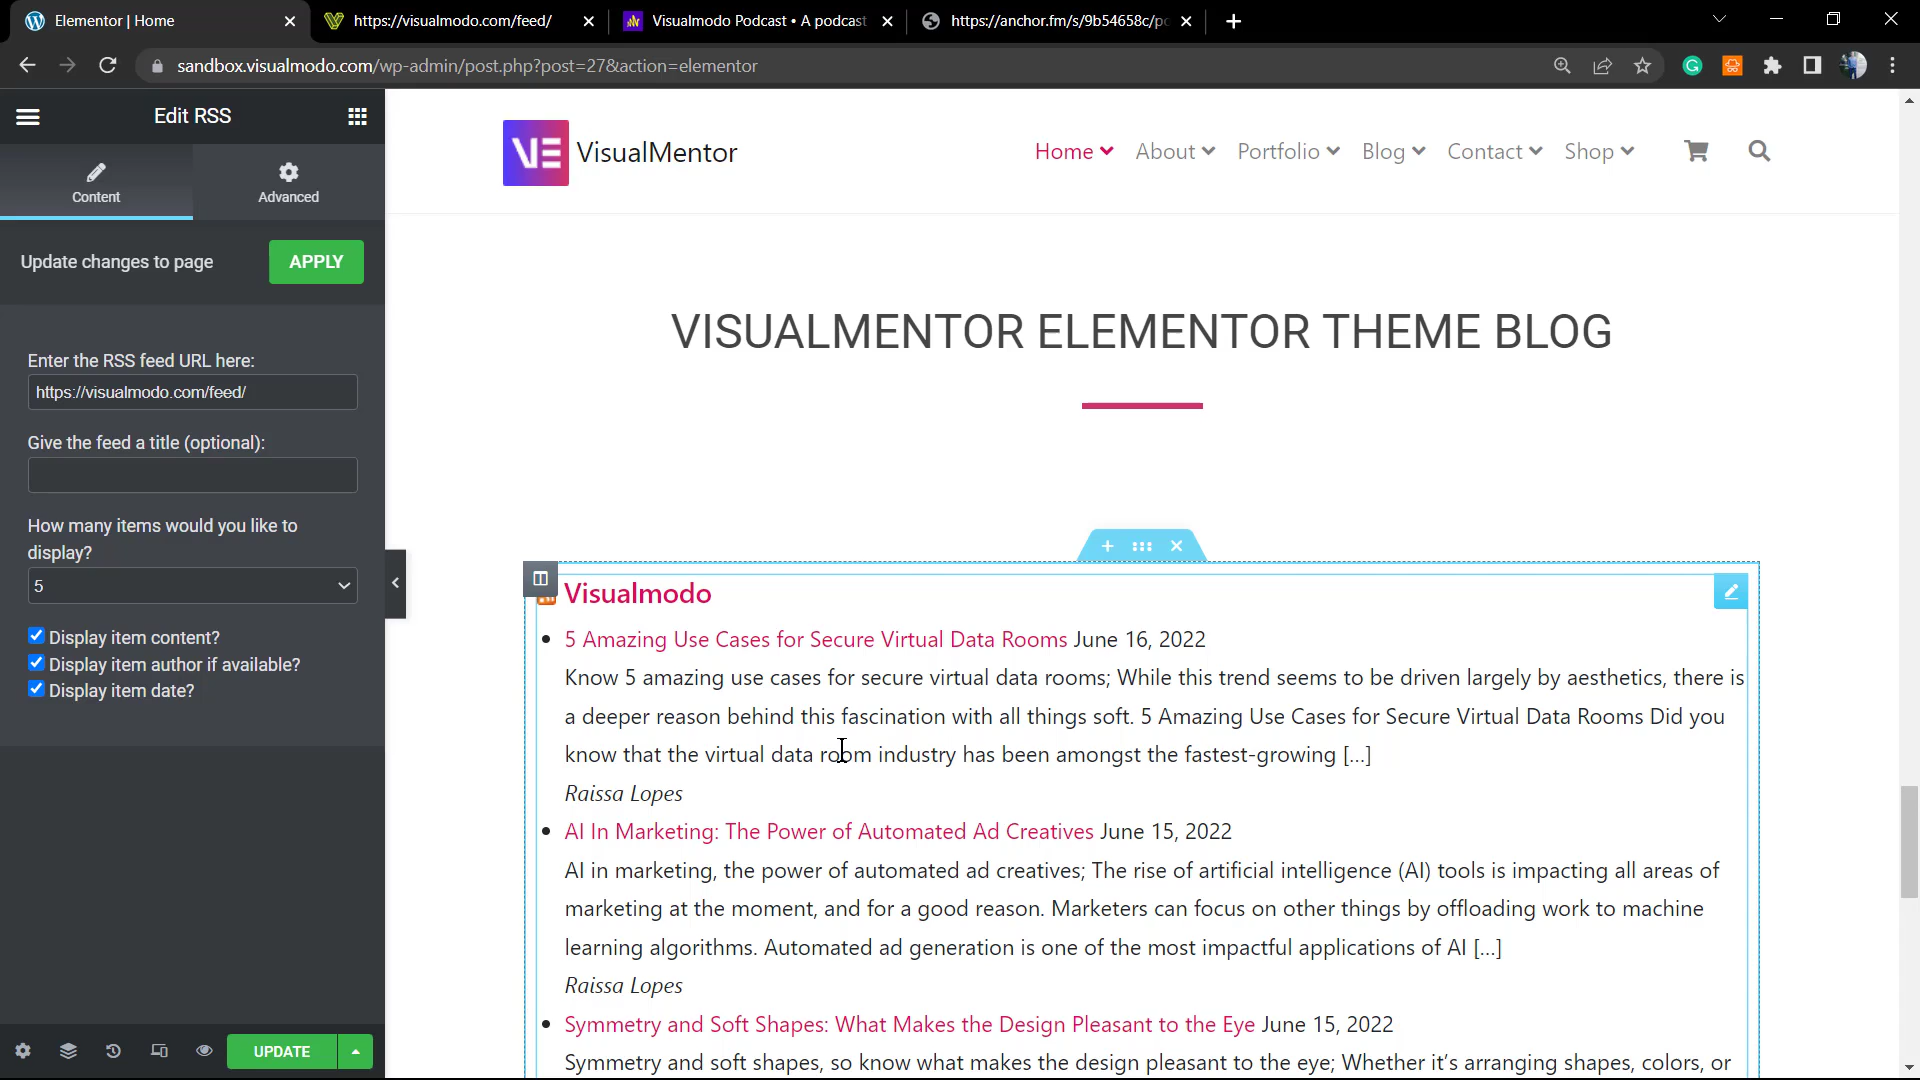 Elementor | Home
https://visualmodo.com/feed/
Visualmodo Podcast • A podcast
https://anchor.fm/s/9b54658c/po
sandbox.visualmodo.com/wp-admin/post.php?post=27&action=elementor
Edit RSS
Content
Advanced
Update changes to page
APPLY
Enter the RSS feed URL here:
https://visualmodo.com/feed/
Give the feed a title (optional):
How many items would you like to
display?
5
Display item content?
Display item author if available?
Display item date?
UPDATE
VE VisualMentor
Home About Portfolio Blog Contact Shop
VISUALMENTOR ELEMENTOR THEME BLOG
Visualmodo
5 Amazing Use Cases for Secure Virtual Data Rooms June 16, 2022
Know 5 amazing use cases for secure virtual data rooms; While this trend seems to be driven largely by aesthetics, there is
a deeper reason behind this fascination with all things soft. 5 Amazing Use Cases for Secure Virtual Data Rooms Did you
know that the virtual data room industry has been amongst the fastest-growing […]
Raissa Lopes
AI In Marketing: The Power of Automated Ad Creatives June 15, 2022
AI in marketing, the power of automated ad creatives; The rise of artificial intelligence (AI) tools is impacting all areas of
marketing at the moment, and for a good reason. Marketers can focus on other things by offloading work to machine
learning algorithms. Automated ad generation is one of the most impactful applications of AI […]
Raissa Lopes
Symmetry and Soft Shapes: What Makes the Design Pleasant to the Eye June 15, 2022
Symmetry and soft shapes, so know what makes the design pleasant to the eye; Whether it's arranging shapes, colors, or